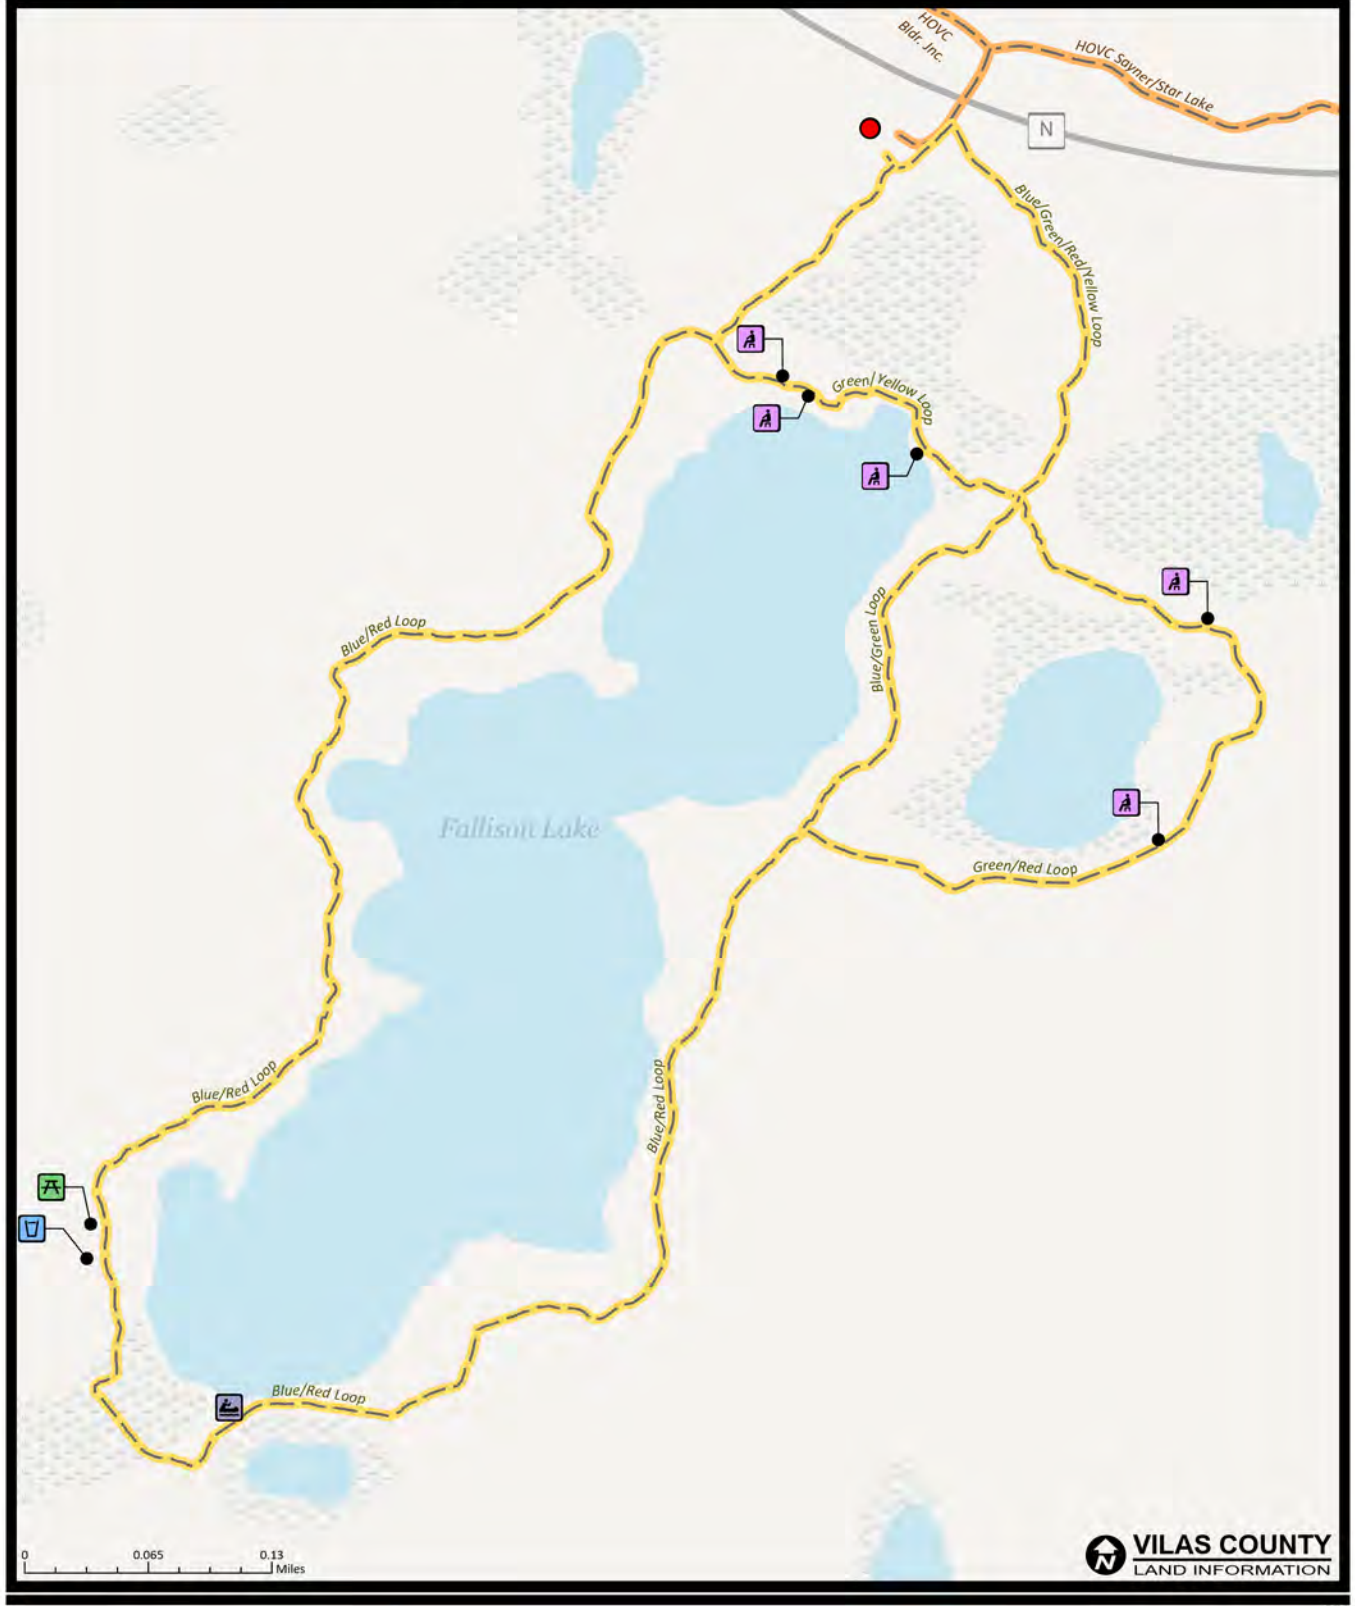 HOVC
Bldr. Jnc.
HOVC Sayner/Star Lake
N
Blue/Green/Red/Yellow Loop
Green/Yellow Loop
Blue/Red Loop
Blue/Green Loop
Fallison Lake
Green/Red Loop
Blue/Red Loop
Blue/Red Loop
Blue/Red Loop
0 0.065 0.13
Miles
N
VILAS COUNTY
LAND INFORMATION